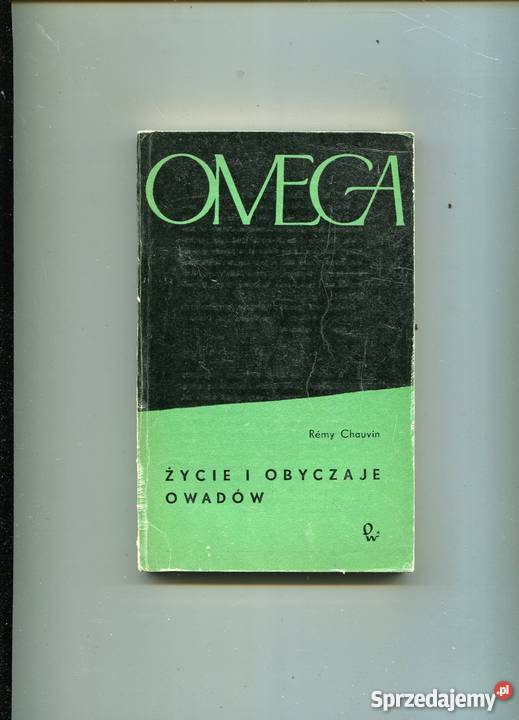 OMEGA
Rémy Chauvin
ŻYCIE I OBYCZAJE
OWADÓW
Sprzedajemy.pl